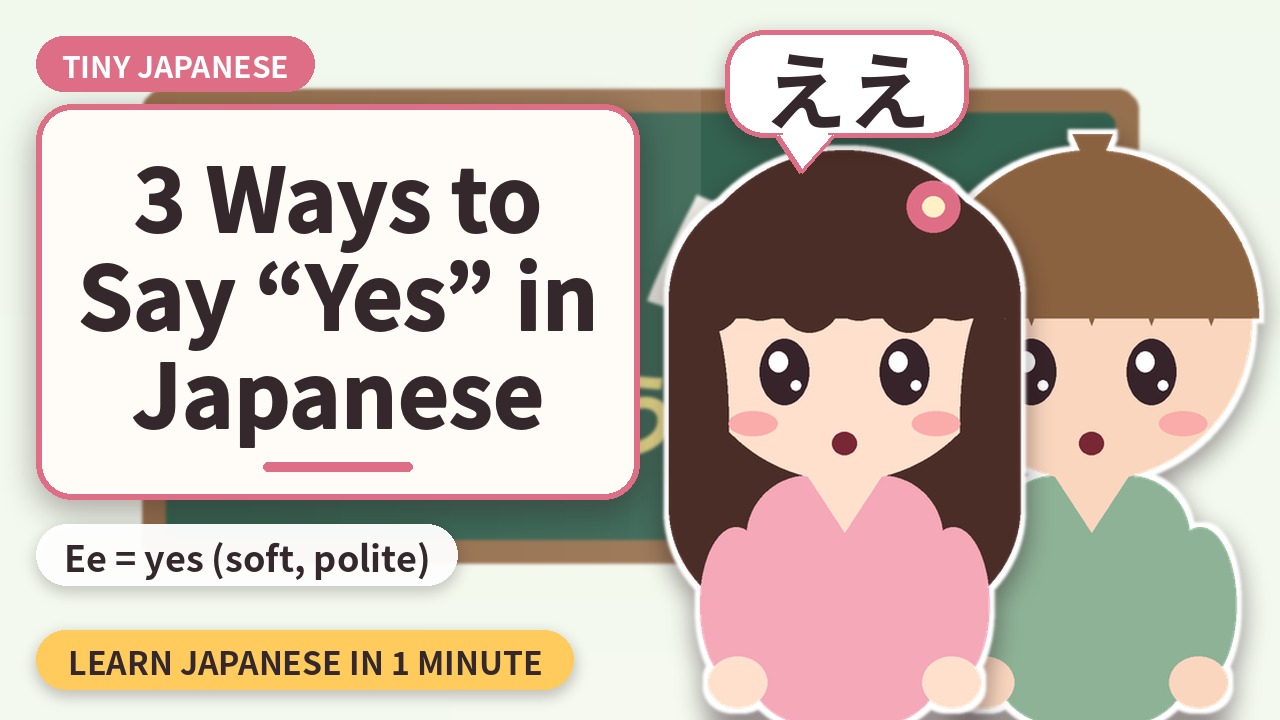 TINY JAPANESE
3 Ways to
Say “Yes” in
Japanese
Ee = yes (soft, polite)
LEARN JAPANESE IN 1 MINUTE
ええ
5